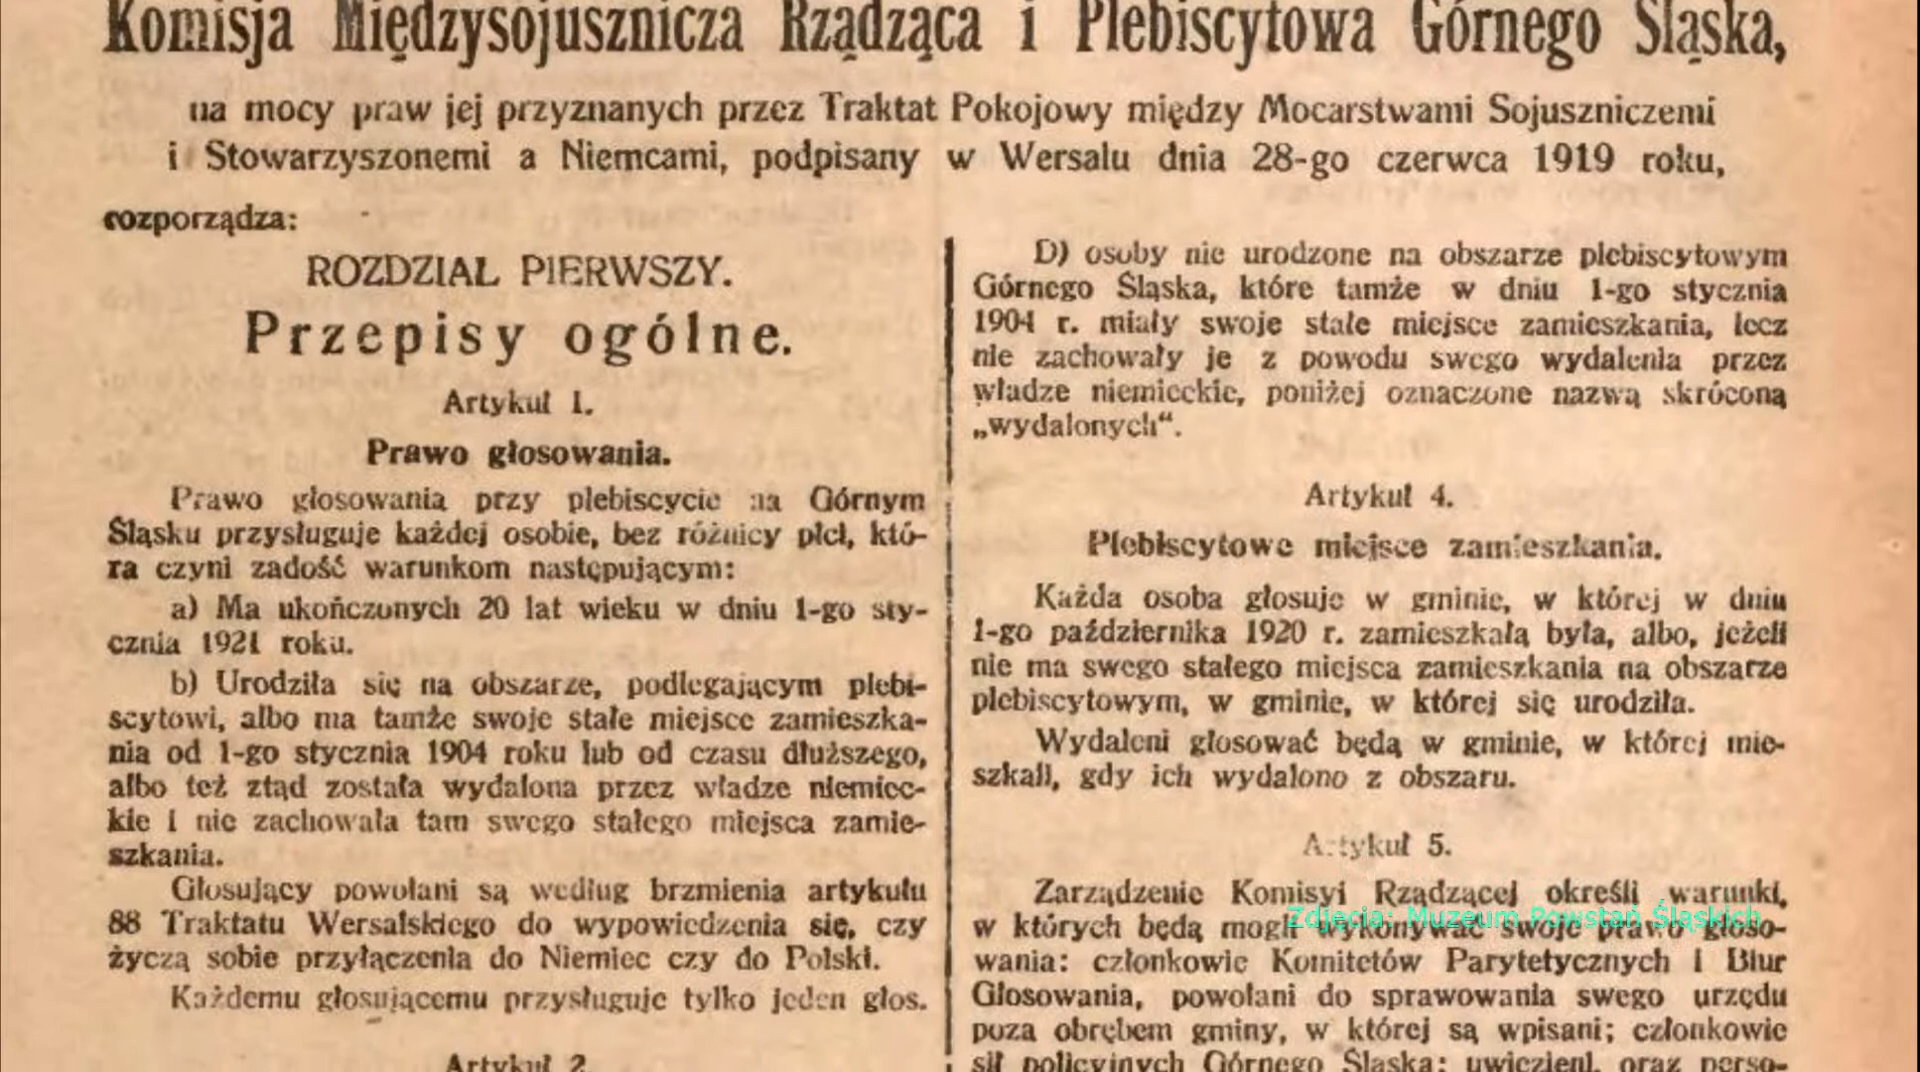 Komisja Międzysojusznicza Rządząca i Plebiscytowa Górnego Śląska,
na mocy praw jej przyznanych przez Traktat Pokojowy między Mocarstwami Sojuszniczemi
i Stowarzyszonemi a Niemcami, podpisany w Wersalu dnia 28-go czerwca 1919 roku,
rozporządza:
ROZDZIAŁ PIERWSZY.
Przepisy ogólne.
Artykuł 1.
Prawo głosowania.
Prawo głosowania przy plebiscycie na Górnym
Śląsku przysługuje każdej osobie, bez różnicy płci, któ-
ra czyni zadość warunkom następującym:
a) Ma ukończonych 20 lat wieku w dniu 1-go sty-
cznia 1921 roku.
b) Urodziła się na obszarze, podlegającym plebi-
scytowi, albo ma tamże swoje stałe miejsce zamieszka-
nia od 1-go stycznia 1904 roku lub od czasu dłuższego,
albo też ztąd została wydalona przez władze niemiec-
kie i nie zachowała tam swego stałego miejsca zamie-
szkania.
Głosujący powołani są według brzmienia artykułu
88 Traktatu Wersalskiego do wypowiedzenia się, czy
życzą sobie przyłączenia do Niemiec czy do Polski.
Każdemu głosującemu przysługuje tylko jeden głos.
Artykuł 2.
D) osoby nie urodzone na obszarze plebiscytowym
Górnego Śląska, które tamże w dniu 1-go stycznia
1904 r. miały swoje stałe miejsce zamieszkania, lecz
nie zachowały je z powodu swego wydalenia przez
władze niemieckie, poniżej oznaczone nazwą skróconą
„wydalonych“.
Artykuł 4.
Plebiscytowe miejsce zamieszkania.
Każda osoba głosuje w gminie, w której w dniu
1-go października 1920 r. zamieszkałą była, albo, jeżeli
nie ma swego stałego miejsca zamieszkania na obszarze
plebiscytowym, w gminie, w której się urodziła.
Wydaleni głosować będą w gminie, w której mie-
szkali, gdy ich wydalono z obszaru.
Artykuł 5.
Zarządzenie Komisyi Rządzącej określi warunki,
w których będą mogli wykonywać swoje prawo głoso-
wania: członkowie Komitetów Parytetycznych i Biur
Głosowania, powołani do sprawowania swego urzędu
poza obrębem gminy, w której są wpisani; członkowie
sił policyjnych Górnego Śląska; uwięzieni, oraz perso-
Zdjęcia: Muzeum Powstań Śląskich